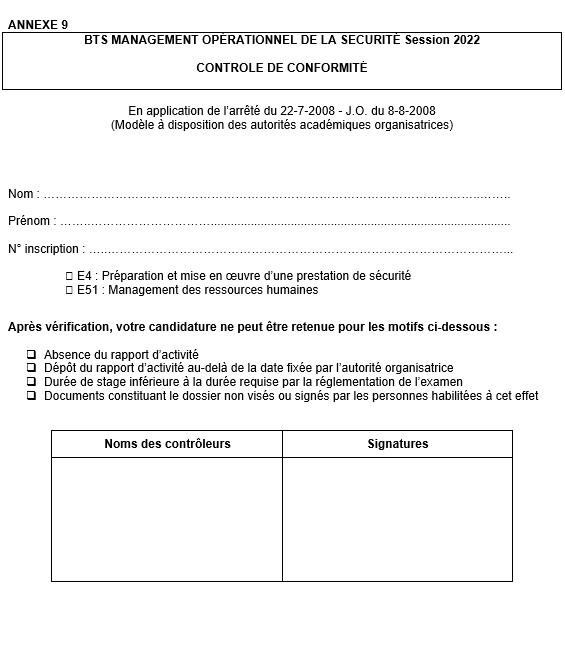 ANNEXE 9
BTS MANAGEMENT OPÉRATIONNEL DE LA SECURITÉ Session 2022
CONTROLE DE CONFORMITÉ
En application de l'arrêté du 22-7-2008 - J.O. du 8-8-2008
(Modèle à disposition des autorités académiques organisatrices)
Nom : ……………………………………………………………………………………..………..……..
Prénom : ……..………………………….............................................................................................
N° inscription : …..…………………………………………………………………………………………...
□ E4 : Préparation et mise en œuvre d'une prestation de sécurité
□ E51 : Management des ressources humaines
Après vérification, votre candidature ne peut être retenue pour les motifs ci-dessous :
❑ Absence du rapport d'activité
❑ Dépôt du rapport d'activité au-delà de la date fixée par l'autorité organisatrice
❑ Durée de stage inférieure à la durée requise par la réglementation de l'examen
❑ Documents constituant le dossier non visés ou signés par les personnes habilitées à cet effet
Noms des contrôleurs
Signatures